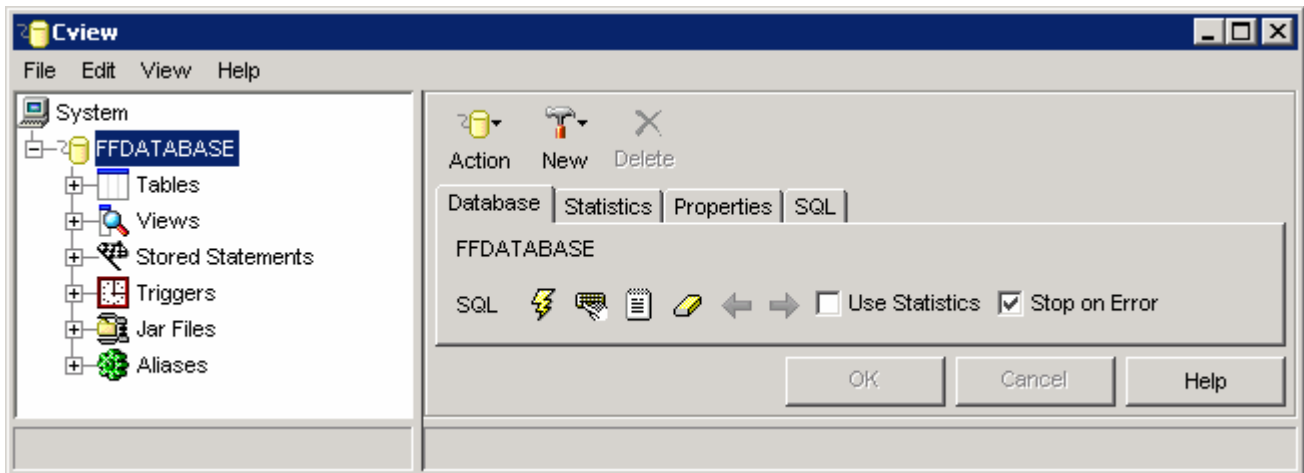 Cview
File Edit View Help
System
FFDATABASE
Tables
Views
Stored Statements
Triggers
Jar Files
Aliases
Action New Delete
Database Statistics Properties SQL
FFDATABASE
SQL Use Statistics Stop on Error
OK Cancel Help